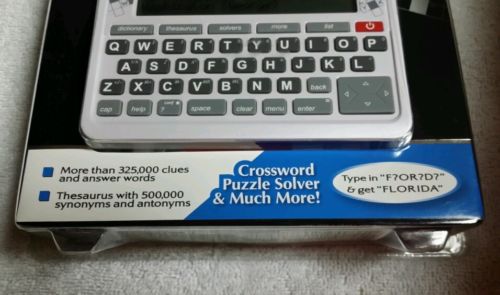 dictionary thesaurus solvers more list
Q W E R T Y U I O P
A S D F G H J K L
Z X C V B N M back
cap help ? space clear menu enter
More than 325,000 clues
and answer words
Thesaurus with 500,000
synonyms and antonyms
Crossword
Puzzle Solver
& Much More!
Type in "F?OR?D?"
& get "FLORIDA"